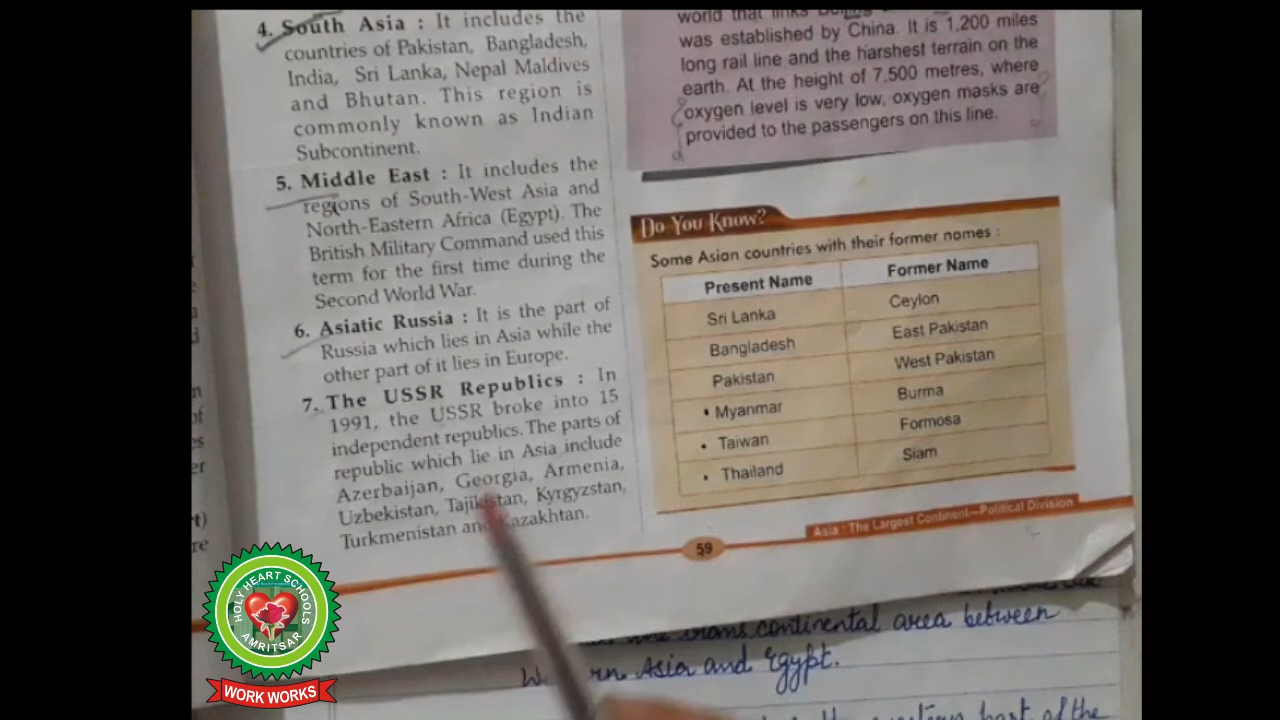 4. South Asia : It includes the
countries of Pakistan, Bangladesh,
India, Sri Lanka, Nepal Maldives
and Bhutan. This region is
commonly known as Indian
Subcontinent.
5. Middle East : It includes the
regions of South-West Asia and
North-Eastern Africa (Egypt). The
British Military Command used this
term for the first time during the
Second World War.
6. Asiatic Russia : It is the part of
Russia which lies in Asia while the
other part of it lies in Europe.
7. The USSR Republics : In
1991, the USSR broke into 15
independent republics. The parts of
republic which lie in Asia include
Azerbaijan, Georgia, Armenia,
Uzbekistan, Tajikistan, Kyrgyzstan,
Turkmenistan and Kazakhtan.
world that links
was established by China. It is 1,200 miles
long rail line and the harshest terrain on the
earth. At the height of 7,500 metres, where
oxygen level is very low, oxygen masks are
provided to the passengers on this line.
Do You Know?
Some Asian countries with their former names :
Present Name Former Name
Sri Lanka Ceylon
Bangladesh East Pakistan
Pakistan West Pakistan
• Myanmar Burma
• Taiwan Formosa
• Thailand Siam
Asia : The Largest Continent—Political Division
59
trans continental area between
Asia and Egypt.
part of the
HOLY HEART SCHOOLS
AMRITSAR
WORK WORKS